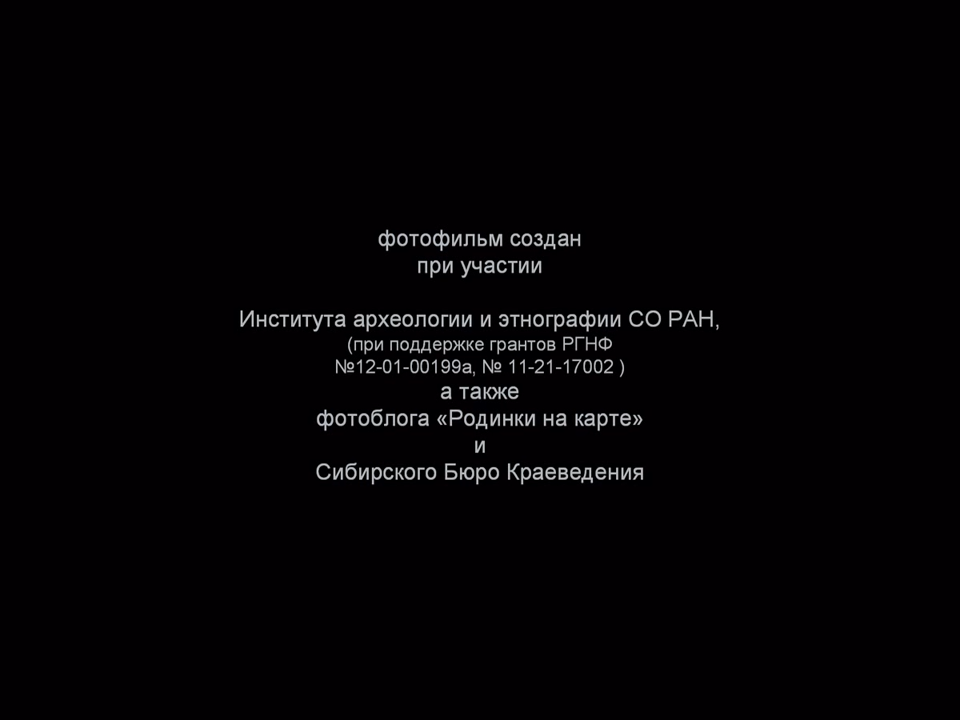 фотофильм создан
при участии
Института археологии и этнографии СО РАН,
(при поддержке грантов РГНФ
№12-01-00199а, № 11-21-17002 )
а также
фотоблога «Родинки на карте»
и
Сибирского Бюро Краеведения